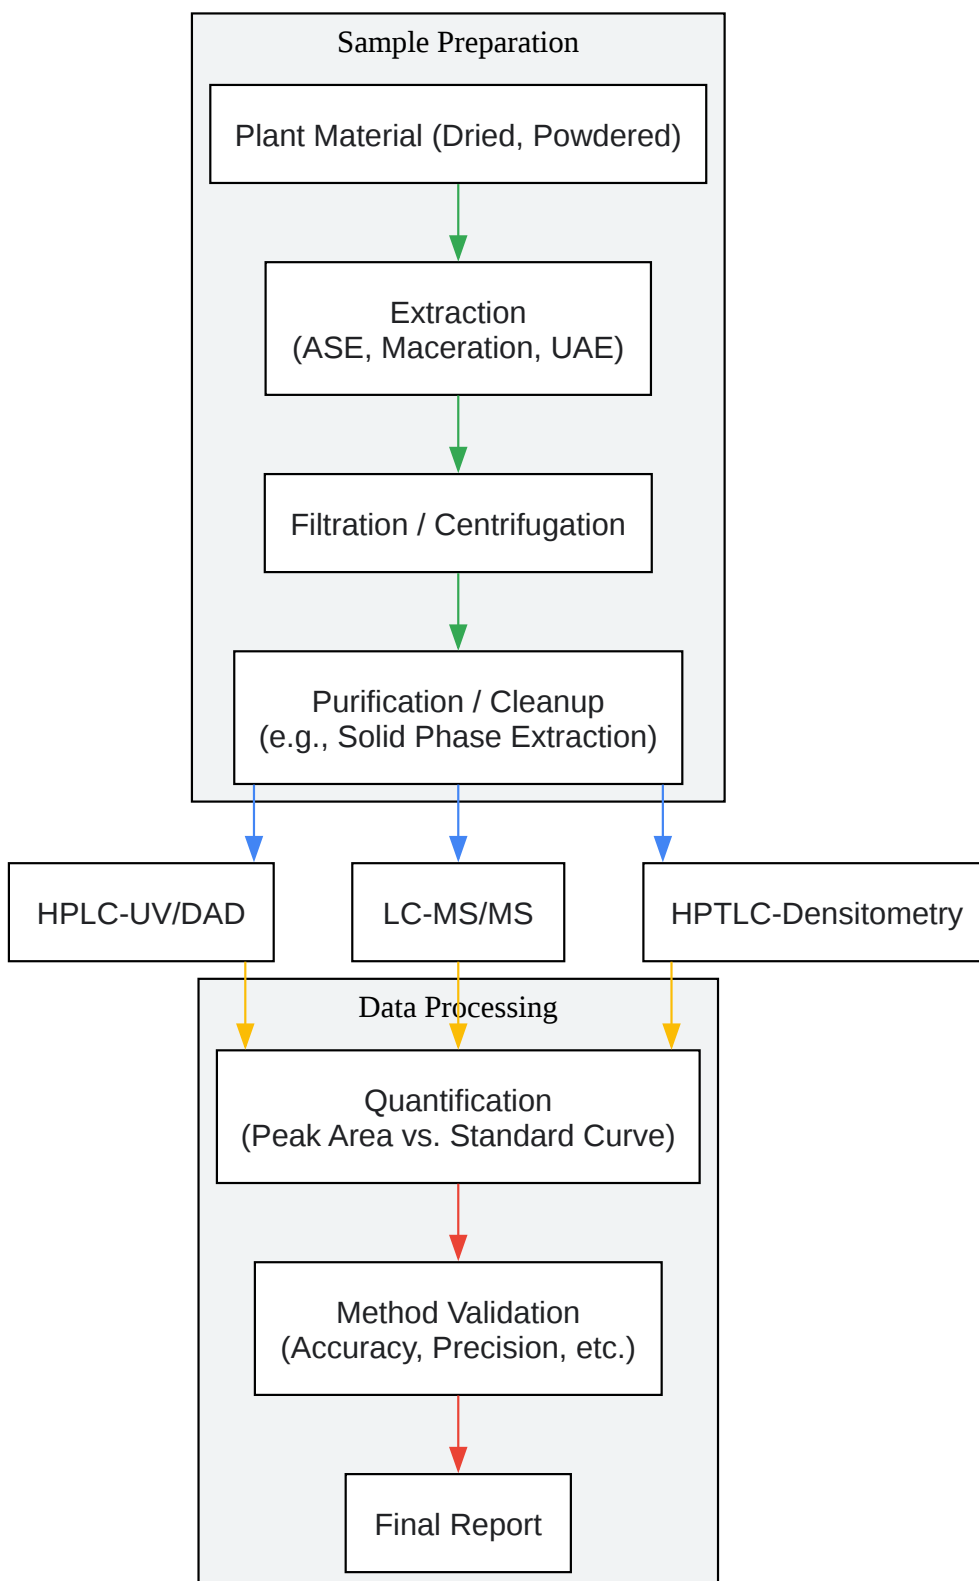 Sample Preparation
Plant Material (Dried, Powdered)
Extraction
(ASE, Maceration, UAE)
Filtration / Centrifugation
Purification / Cleanup
(e.g., Solid Phase Extraction)
HPLC-UV/DAD
LC-MS/MS
HPTLC-Densitometry
Data Processing
Quantification
(Peak Area vs. Standard Curve)
Method Validation
(Accuracy, Precision, etc.)
Final Report